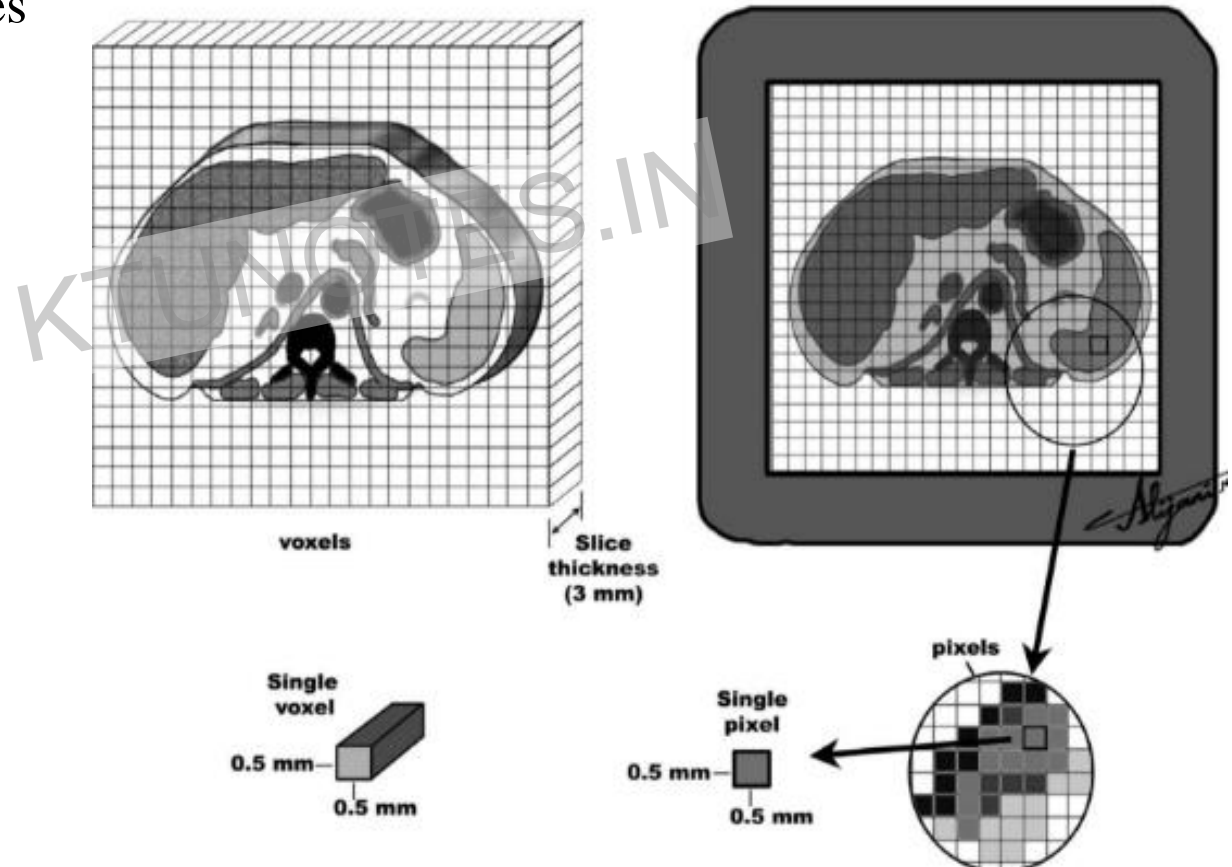 es
KTUNOTES.IN
voxels
Slice
thickness
(3 mm)
Single
voxel
0.5 mm
0.5 mm
pixels
Single
pixel
0.5 mm
0.5 mm